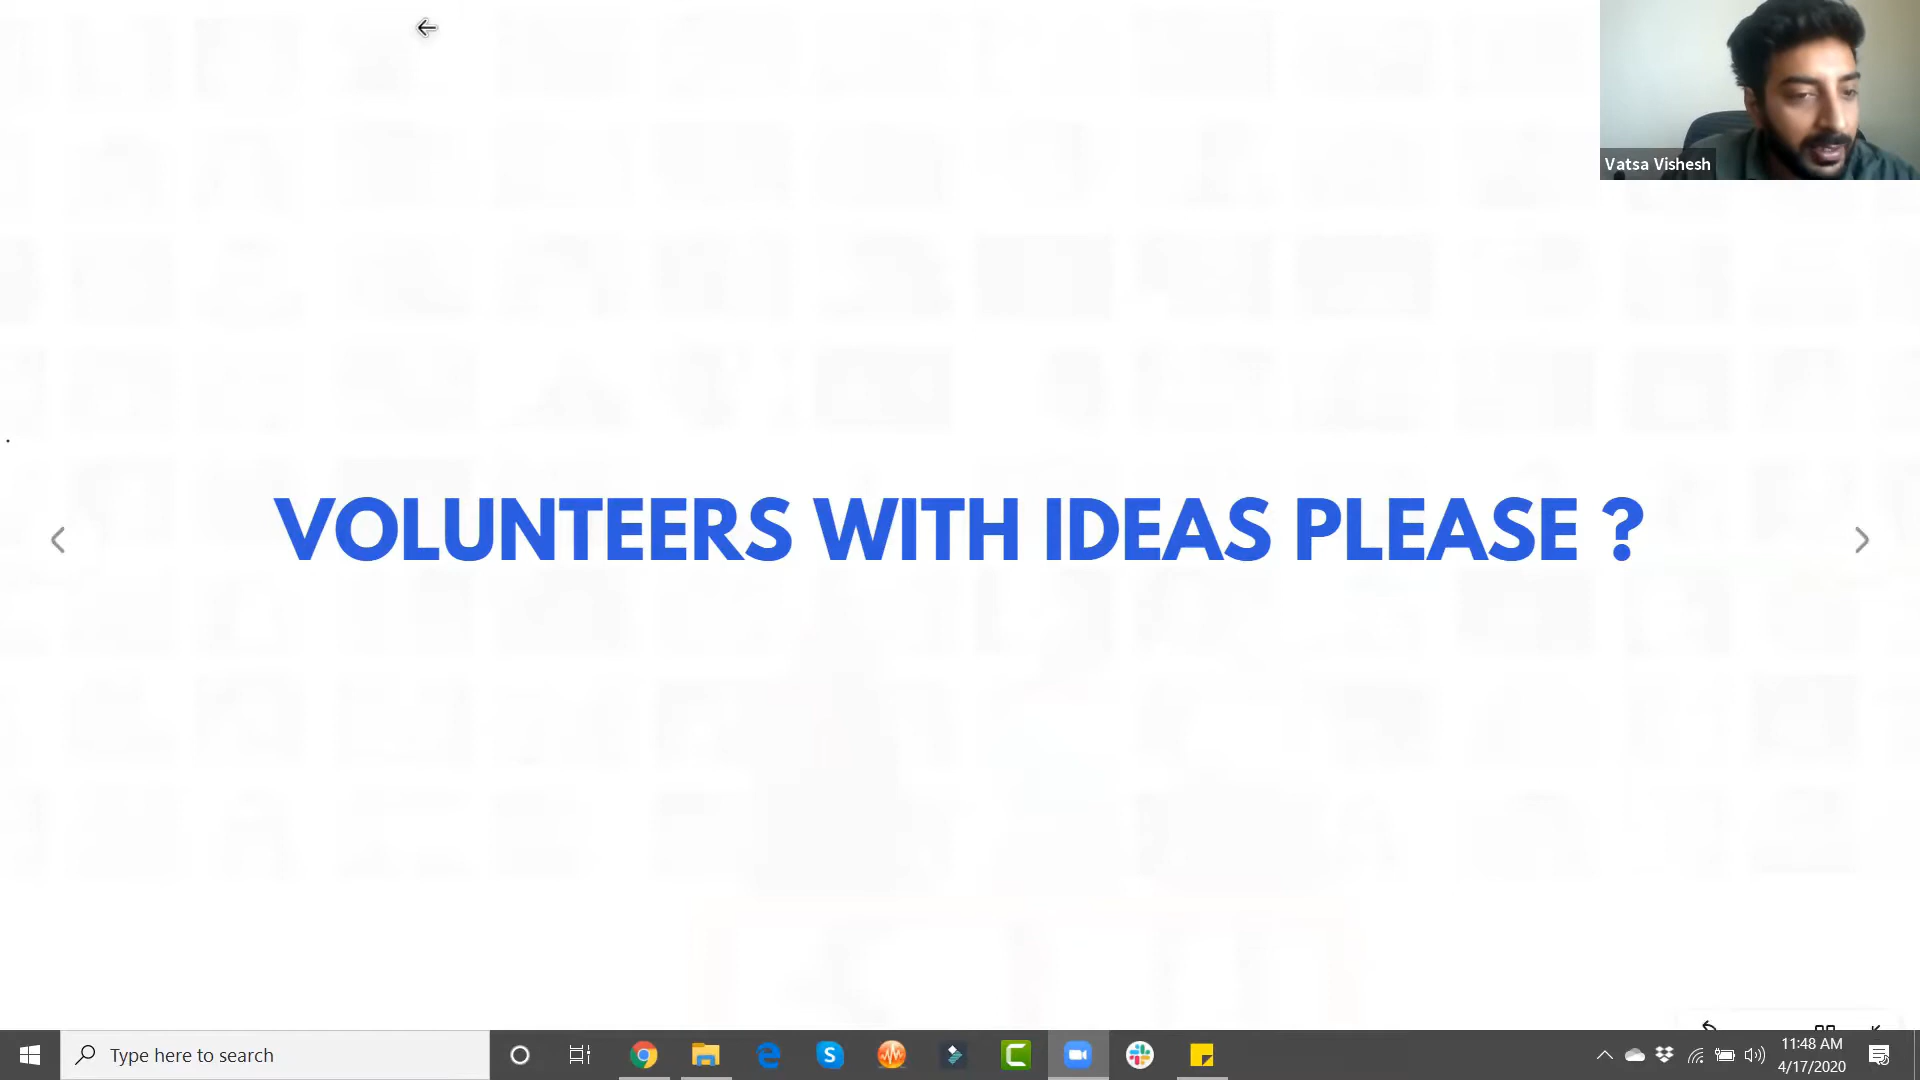 Vatsa Vishesh
VOLUNTEERS WITH IDEAS PLEASE ?
Type here to search
11:48 AM
4/17/2020